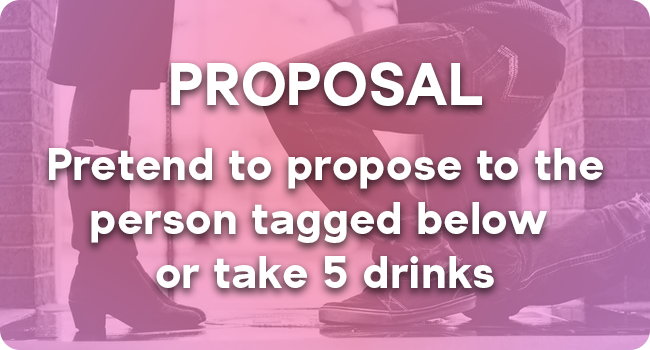 PROPOSAL
Pretend to propose to the
person tagged below
or take 5 drinks